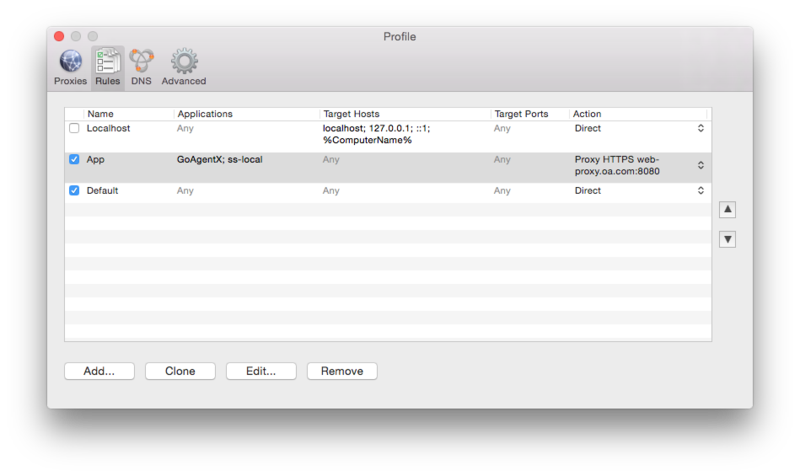 Profile
Proxies Rules DNS Advanced
Name Applications Target Hosts Target Ports Action
Localhost Any localhost; 127.0.0.1; ::1; Any Direct
%ComputerName%
App GoAgentX; ss-local Any Any Proxy HTTPS web-
proxy.oa.com:8080
Default Any Any Any Direct
Add... Clone Edit... Remove